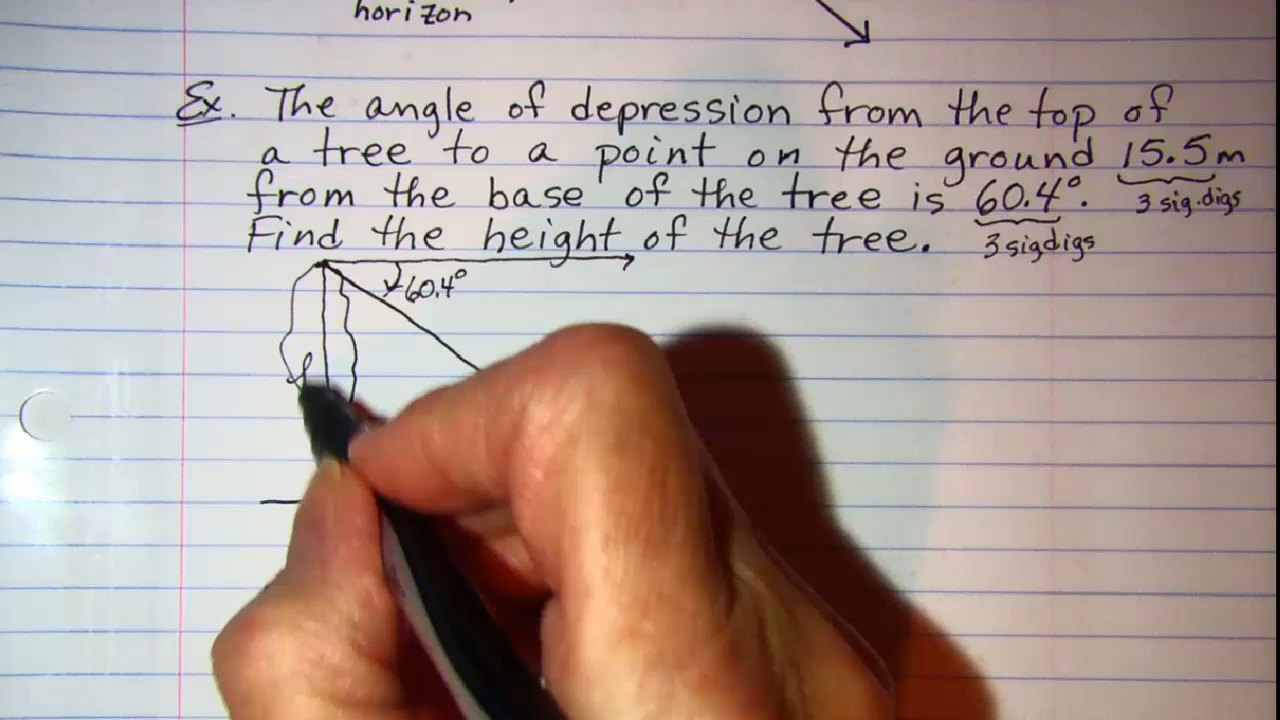 horizon
Ex. The angle of depression from the top of
a tree to a point on the ground 15.5m
from the base of the tree is 60.4°. 3 sig.digs
Find the height of the tree. 3sigdigs
60.4°